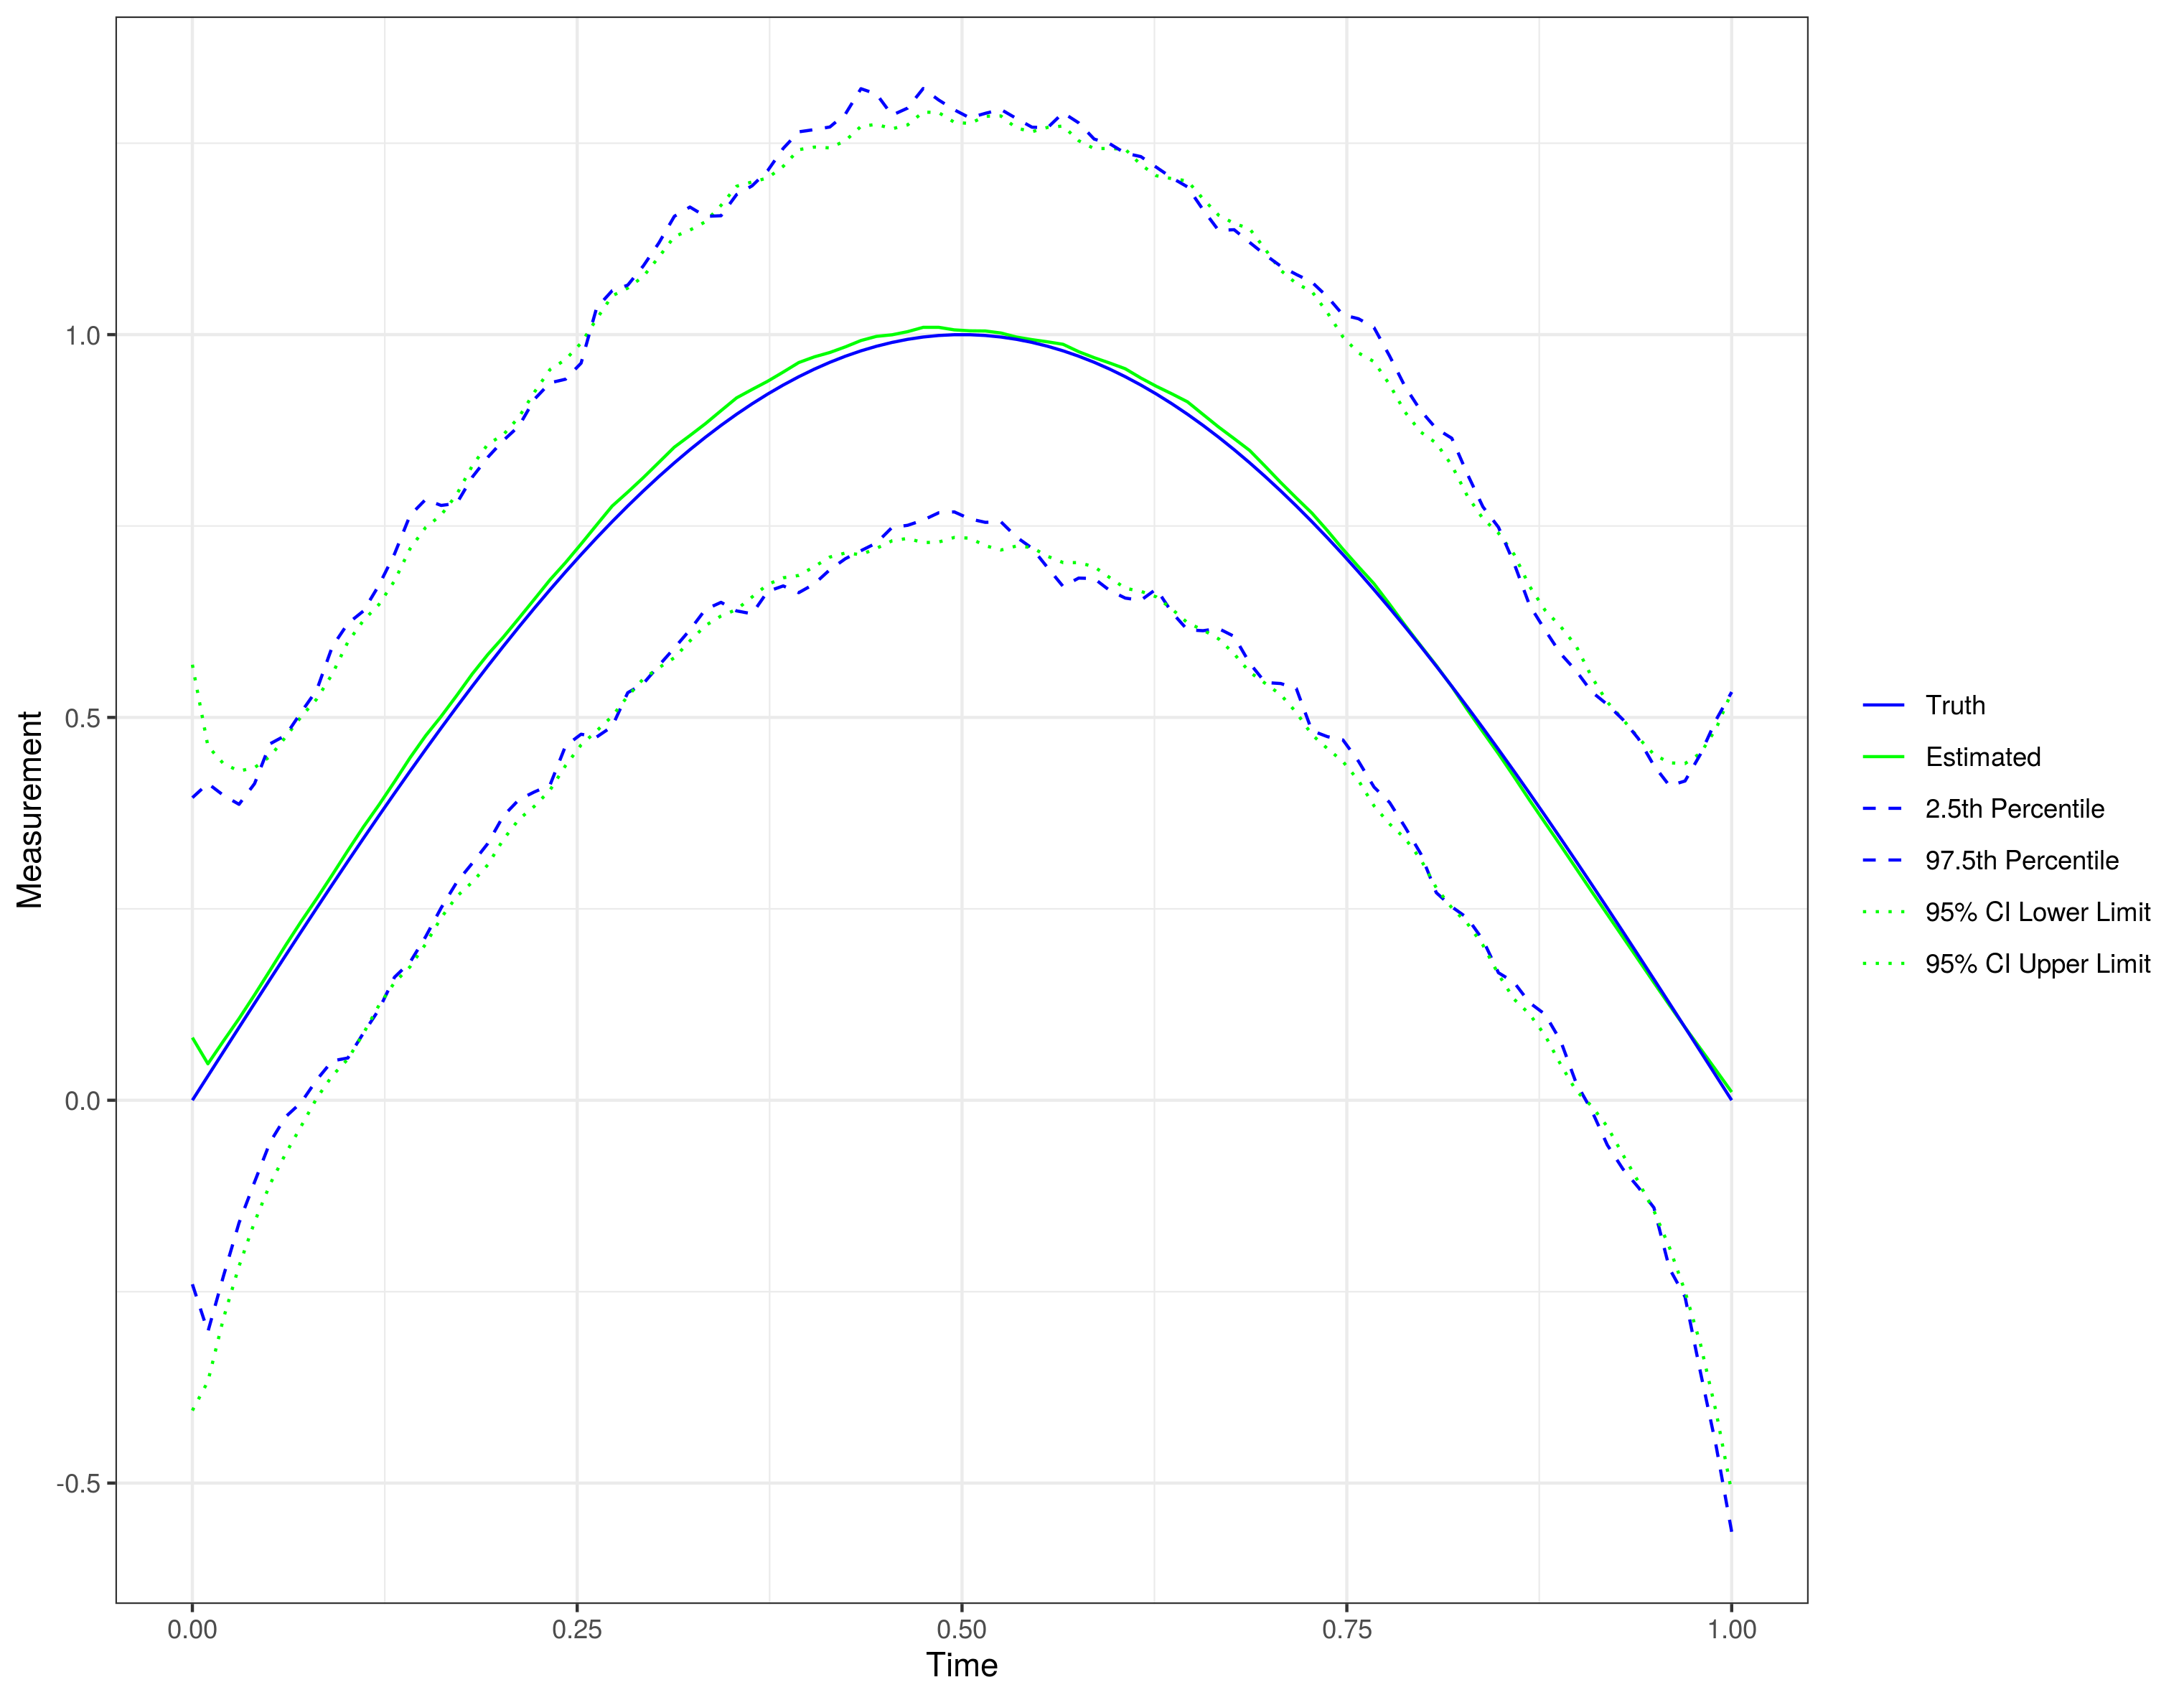 Measurement
1.0
0.5
0.0
-0.5
0.00 0.25 0.50 0.75 1.00
Time
Truth
Estimated
2.5th Percentile
97.5th Percentile
95% CI Lower Limit
95% CI Upper Limit